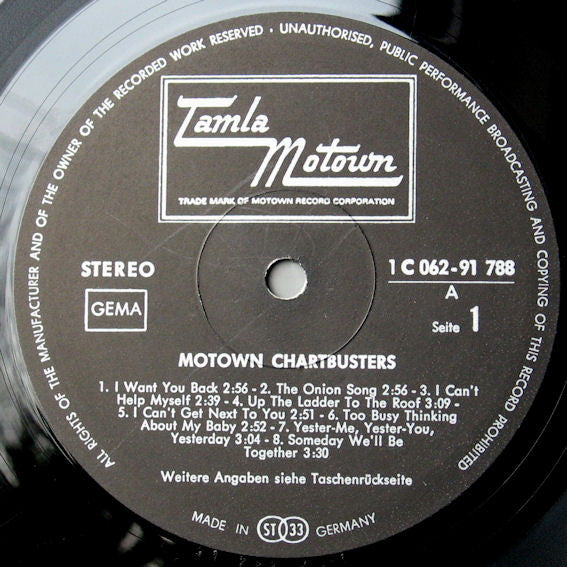 ALL RIGHTS OF THE MANUFACTURER AND OF THE OWNER OF THE RECORDED WORK RESERVED · UNAUTHORISED, PUBLIC PERFORMANCE BROADCASTING AND COPYING OF THIS RECORD PROHIBITED
Tamla
Motown
TRADE MARK OF MOTOWN RECORD CORPORATION
STEREO
GEMA
1 C 062-91 788
A
Seite 1
MOTOWN CHARTBUSTERS
1. I Want You Back 2:56 - 2. The Onion Song 2:56 - 3. I Can't
Help Myself 2:39 - 4. Up The Ladder To The Roof 3:09 -
5. I Can't Get Next To You 2:51 - 6. Too Busy Thinking
About My Baby 2:52 - 7. Yester-Me, Yester-You,
Yesterday 3:04 - 8. Someday We'll Be
Together 3:30
Weitere Angaben siehe Taschenrückseite
MADE IN ST 33 GERMANY